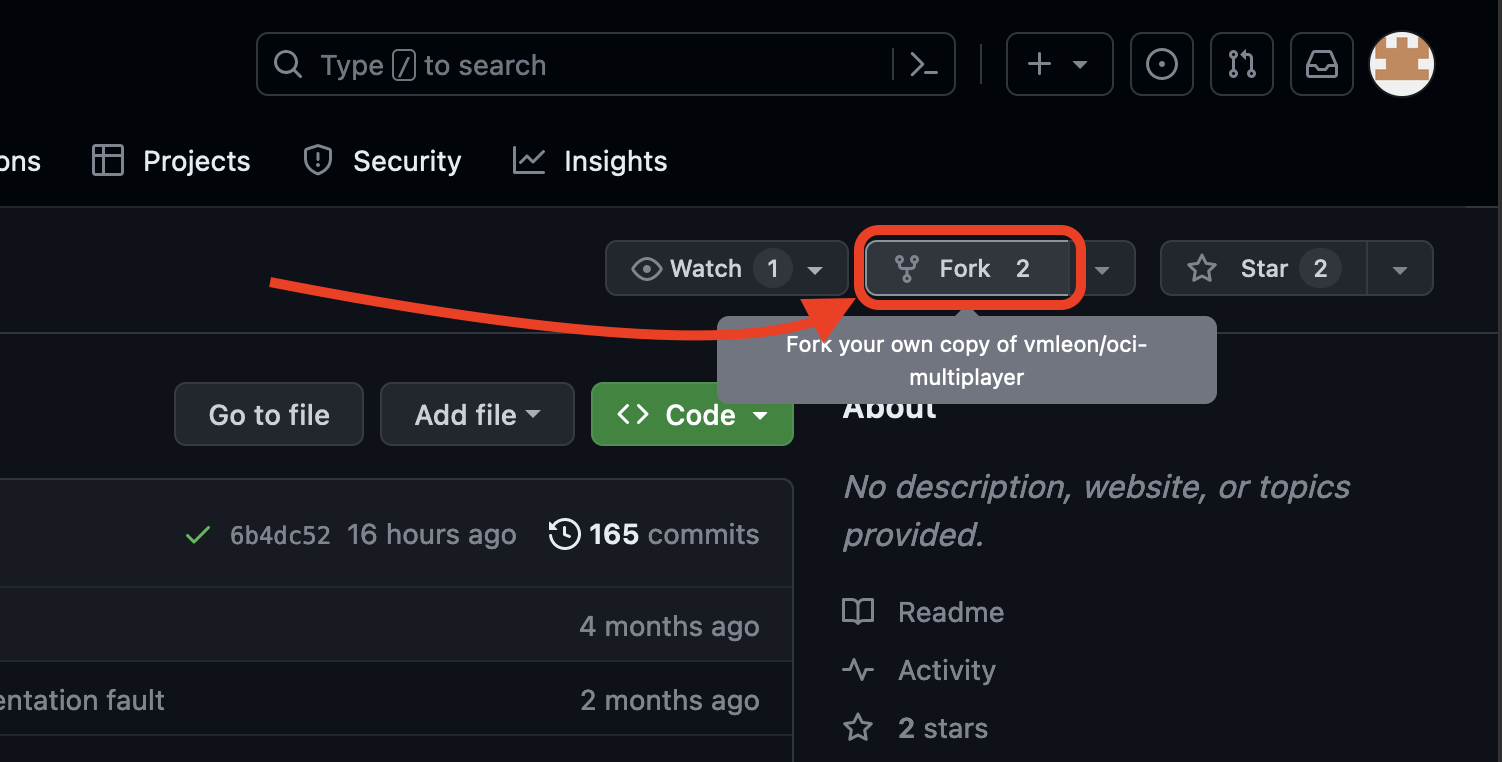 Type / to search
ons Projects Security Insights
Watch 1 Fork 2 Star 2
Fork your own copy of vmleon/oci-
multiplayer
Go to file Add file Code
About
No description, website, or topics
provided.
6b4dc52 16 hours ago 165 commits
4 months ago
entation fault 2 months ago
Readme
Activity
2 stars